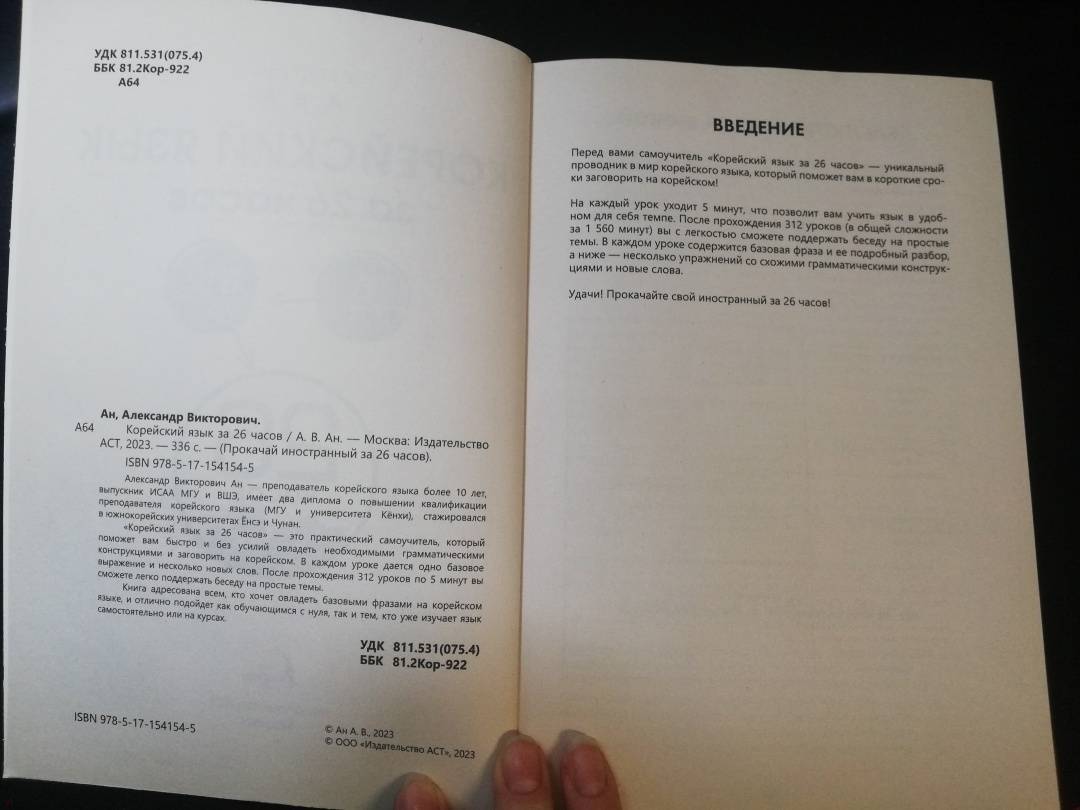 УДК 811.531(075.4)
ББК 81.2Кор-922
А64
Ан, Александр Викторович.
А64
Корейский язык за 26 часов / А. В. Ан. — Москва: Издательство
АСТ, 2023. — 336 с. — (Прокачай иностранный за 26 часов).
ISBN 978-5-17-154154-5
Александр Викторович Ан — преподаватель корейского языка более 10 лет,
выпускник ИСАА МГУ и ВШЭ, имеет два диплома о повышении квалификации
преподавателя корейского языка (МГУ и университета Кёнхи), стажировался
в южнокорейских университетах Ёнсэ и Чунан.
«Корейский язык за 26 часов» — это практический самоучитель, который
поможет вам быстро и без усилий овладеть необходимыми грамматическими
конструкциями и заговорить на корейском. В каждом уроке дается одно базовое
выражение и несколько новых слов. После прохождения 312 уроков по 5 минут вы
сможете легко поддержать беседу на простые темы.
Книга адресована всем, кто хочет овладеть базовыми фразами на корейском
языке, и отлично подойдет как обучающимся с нуля, так и тем, кто уже изучает язык
самостоятельно или на курсах.
УДК 811.531(075.4)
ББК 81.2Кор-922
ISBN 978-5-17-154154-5
© Ан А. В., 2023
© ООО «Издательство АСТ», 2023
ВВЕДЕНИЕ
Перед вами самоучитель «Корейский язык за 26 часов» — уникальный
проводник в мир корейского языка, который поможет вам в короткие сро-
ки заговорить на корейском!
На каждый урок уходит 5 минут, что позволит вам учить язык в удоб-
ном для себя темпе. После прохождения 312 уроков (в общей сложности
за 1 560 минут) вы с легкостью сможете поддержать беседу на простые
темы. В каждом уроке содержится базовая фраза и ее подробный разбор,
а ниже — несколько упражнений со схожими грамматическими конструк-
циями и новые слова.
Удачи! Прокачайте свой иностранный за 26 часов!